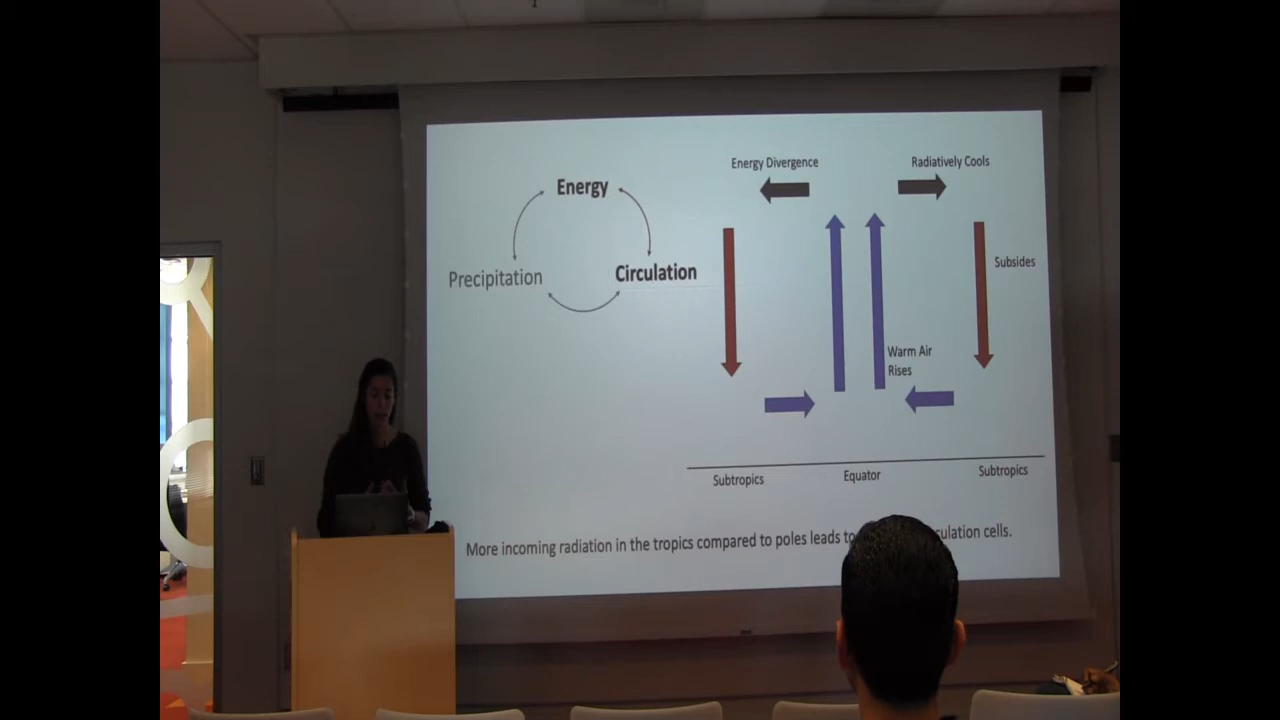 Energy
Precipitation
Circulation
Energy Divergence
Radiatively Cools
Subsides
Warm Air
Rises
Subtropics
Equator
Subtropics
More incoming radiation in the tropics compared to poles leads to culation cells.